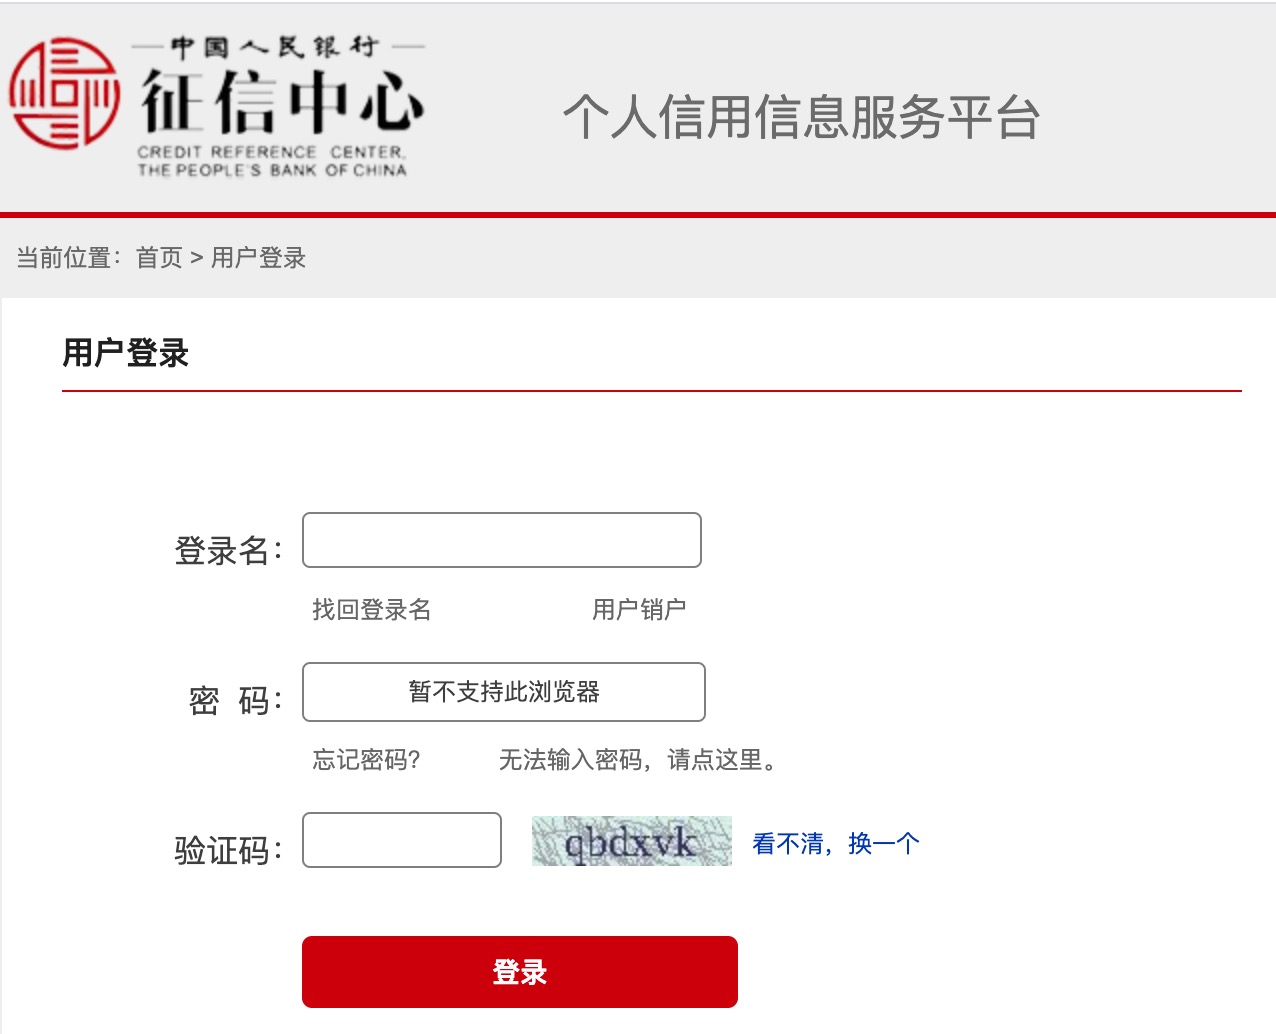 中国人民银行
征信中心
CREDIT REFERENCE CENTER,
THE PEOPLE'S BANK OF CHINA
个人信用信息服务平台
当前位置：首页 > 用户登录
用户登录
登录名：
找回登录名 用户销户
密 码： 暂不支持此浏览器
忘记密码? 无法输入密码，请点这里。
验证码： qbdxvk 看不清，换一个
登录